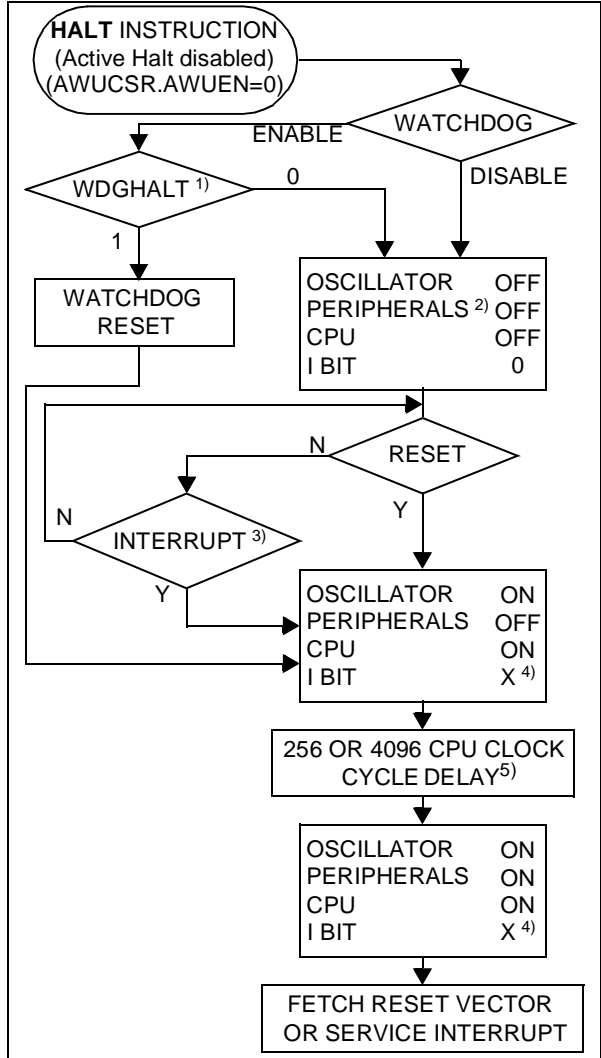 HALT INSTRUCTION
(Active Halt disabled)
(AWUCSR.AWUEN=0)
WATCHDOG
ENABLE
DISABLE
WDGHALT 1)
0
1
WATCHDOG
RESET
OSCILLATOR OFF
PERIPHERALS 2) OFF
CPU OFF
I BIT 0
RESET
N
Y
INTERRUPT 3)
N
Y
OSCILLATOR ON
PERIPHERALS OFF
CPU ON
I BIT X 4)
256 OR 4096 CPU CLOCK
CYCLE DELAY5)
OSCILLATOR ON
PERIPHERALS ON
CPU ON
I BIT X 4)
FETCH RESET VECTOR
OR SERVICE INTERRUPT